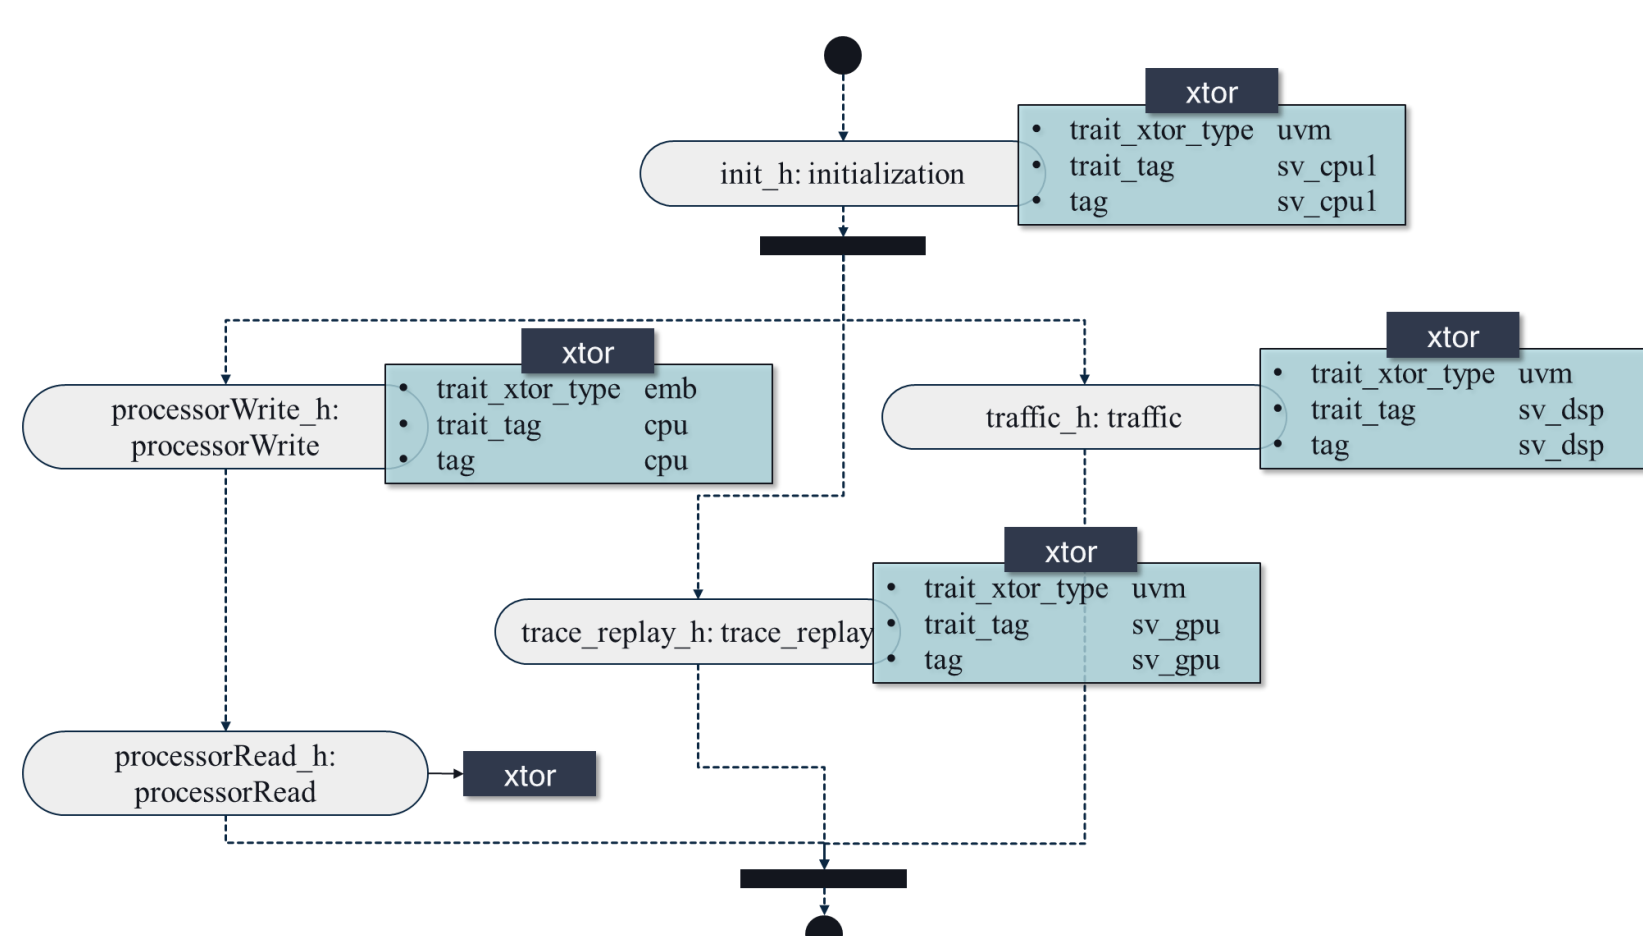 xtor
• trait_xtor_type uvm
• trait_tag sv_cpu1
• tag sv_cpu1
init_h: initialization
xtor
• trait_xtor_type emb
• trait_tag cpu
• tag cpu
processorWrite_h:
processorWrite
xtor
• trait_xtor_type uvm
• trait_tag sv_dsp
• tag sv_dsp
traffic_h: traffic
xtor
• trait_xtor_type uvm
• trait_tag sv_gpu
• tag sv_gpu
trace_replay_h: trace_replay
processorRead_h:
processorRead
xtor